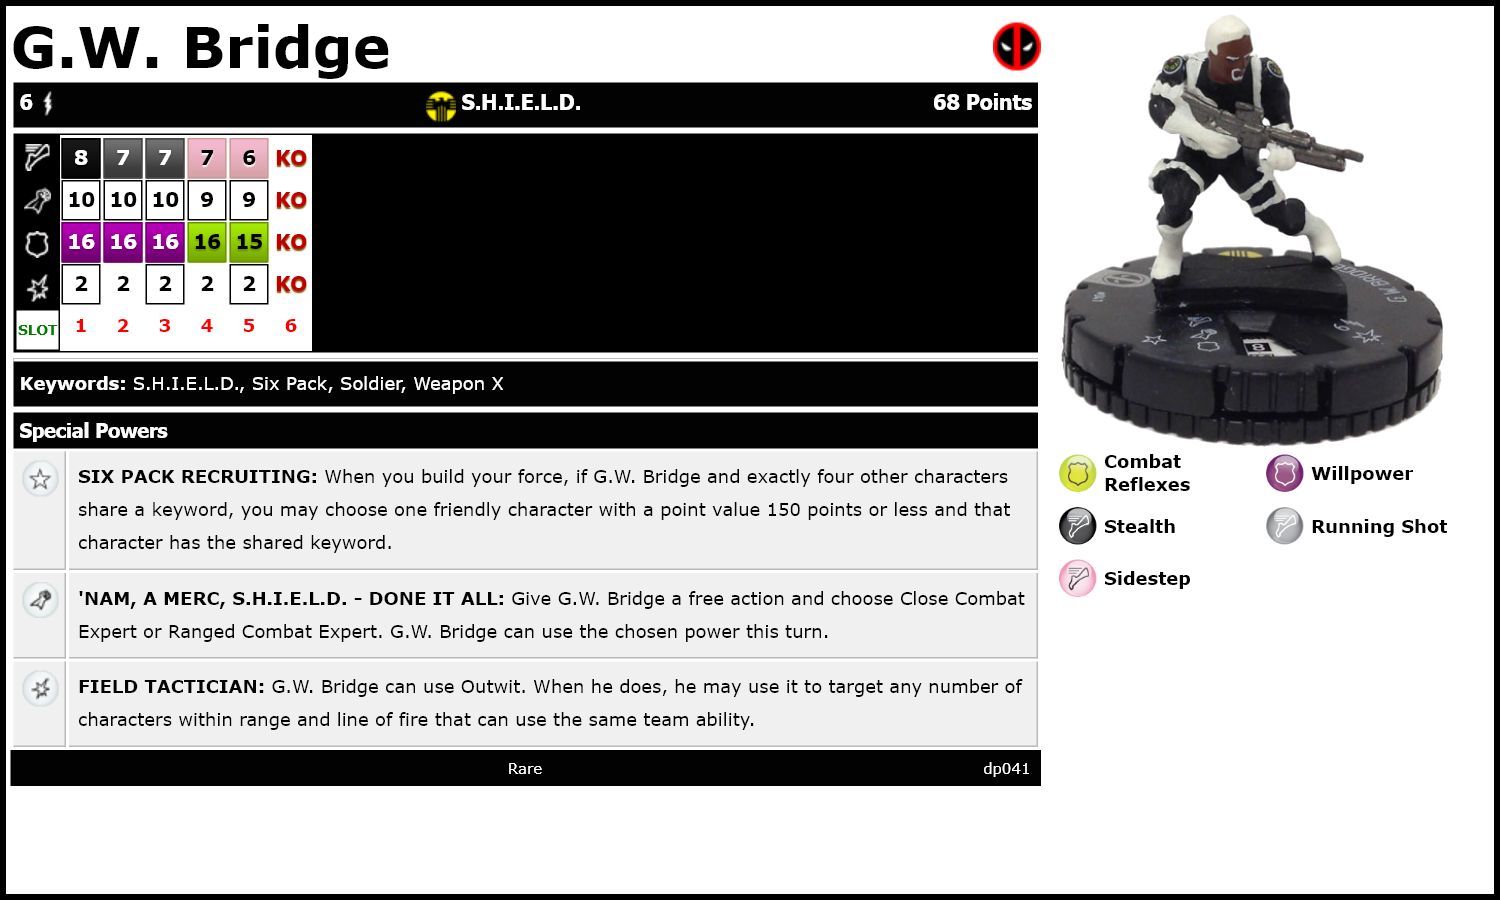 G.W. Bridge
6 S.H.I.E.L.D. 68 Points
8 7 7 7 6 KO
10 10 10 9 9 KO
16 16 16 16 15 KO
2 2 2 2 2 KO
SLOT 1 2 3 4 5 6
Keywords: S.H.I.E.L.D., Six Pack, Soldier, Weapon X
Special Powers
SIX PACK RECRUITING: When you build your force, if G.W. Bridge and exactly four other characters
share a keyword, you may choose one friendly character with a point value 150 points or less and that
character has the shared keyword.
'NAM, A MERC, S.H.I.E.L.D. - DONE IT ALL: Give G.W. Bridge a free action and choose Close Combat
Expert or Ranged Combat Expert. G.W. Bridge can use the chosen power this turn.
FIELD TACTICIAN: G.W. Bridge can use Outwit. When he does, he may use it to target any number of
characters within range and line of fire that can use the same team ability.
Rare dp041
G.W. BRIDGE
6
8
Combat
Reflexes
Willpower
Stealth
Running Shot
Sidestep